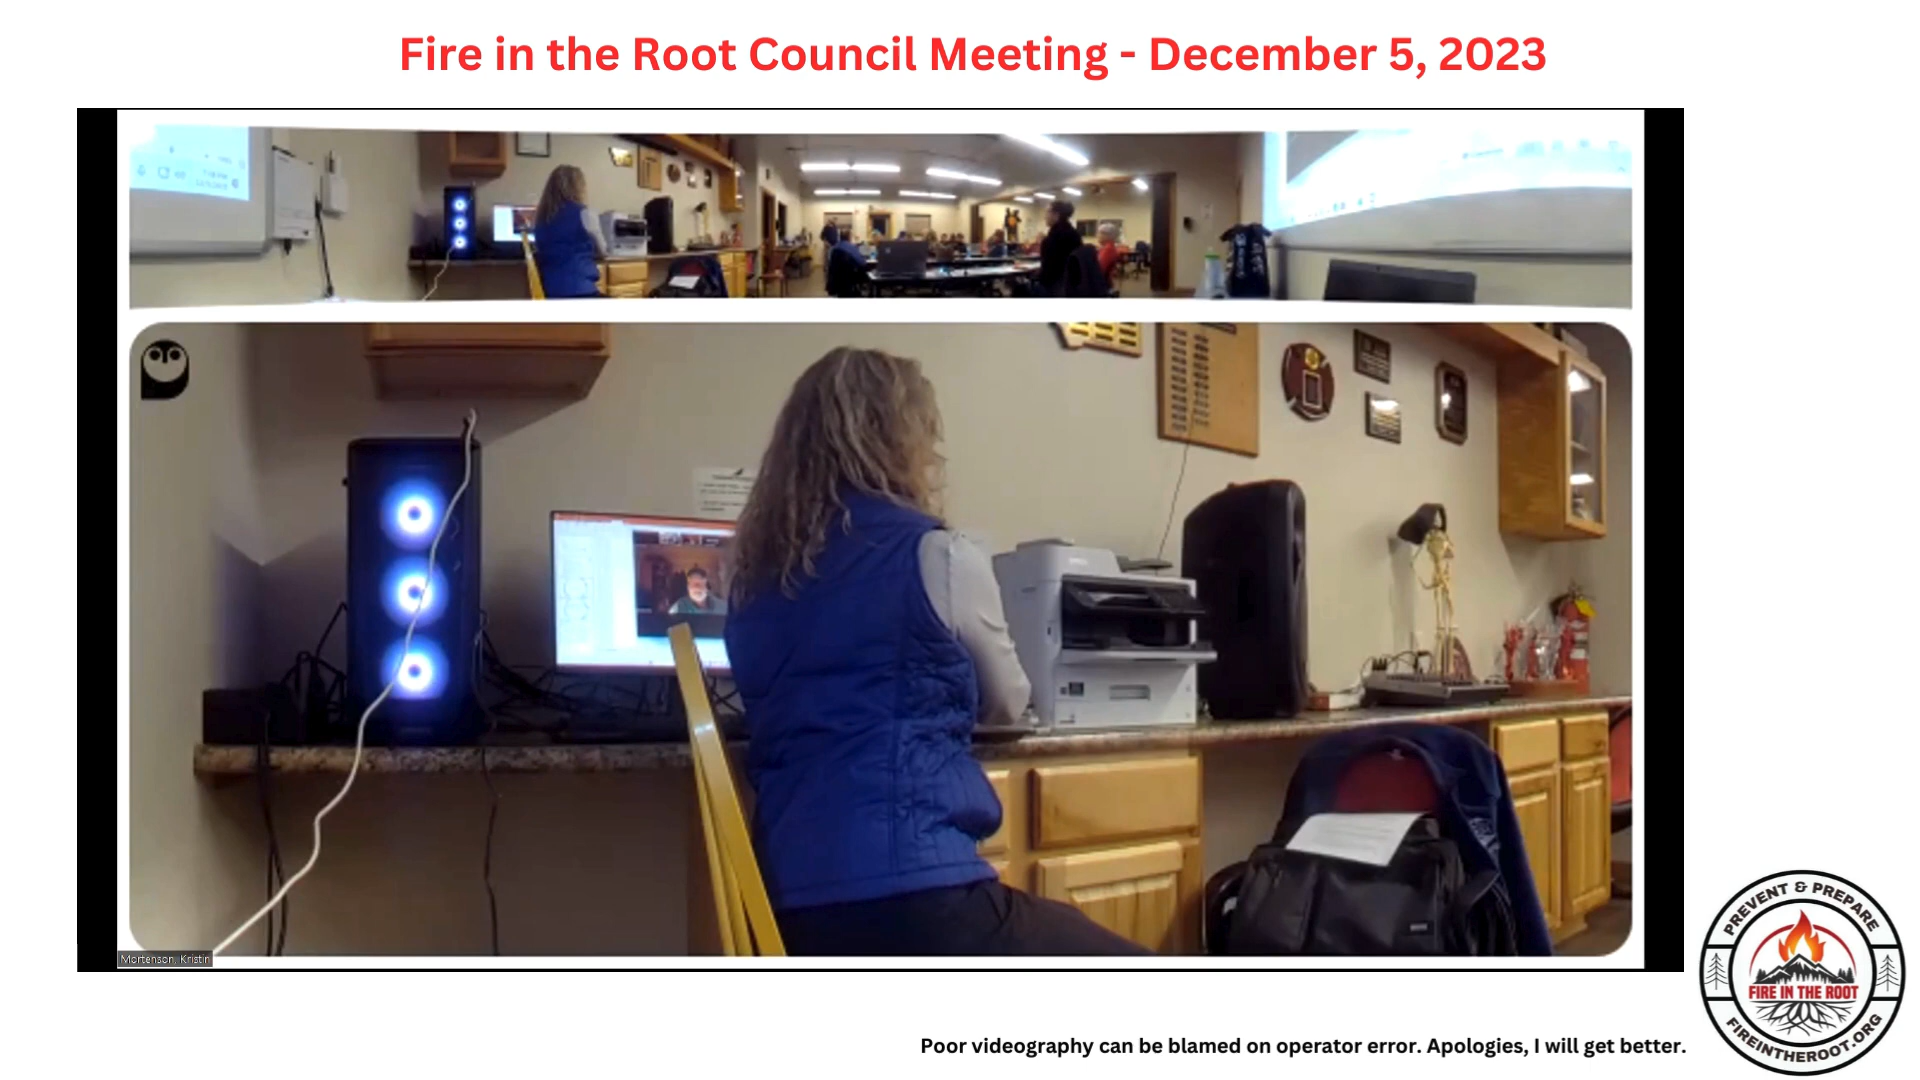 Fire in the Root Council Meeting - December 5, 2023
Mortenson, Kristin
PREVENT & PREPARE
FIRE IN THE ROOT
FIREINTHEROOT.ORG
Poor videography can be blamed on operator error. Apologies, I will get better.